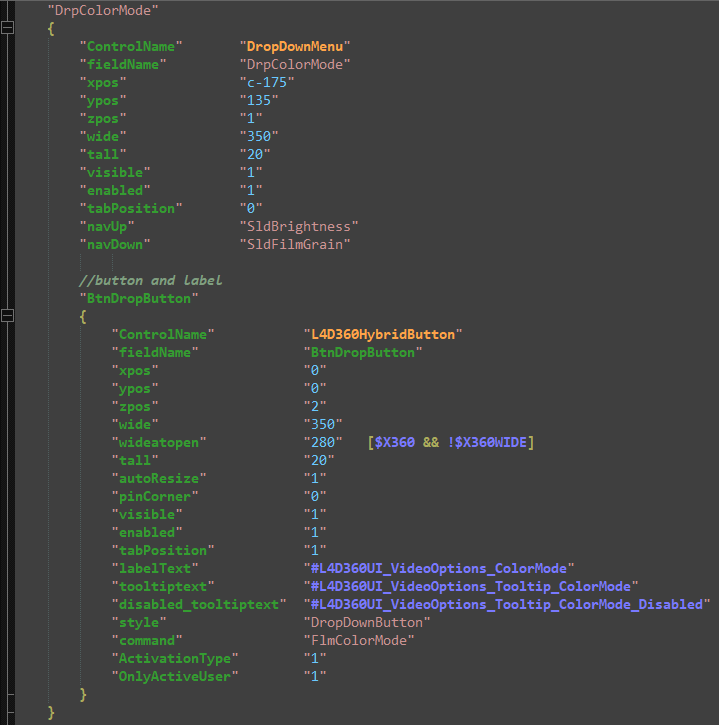 "DrpColorMode"
{
"ControlName" "DropDownMenu"
"fieldName" "DrpColorMode"
"xpos" "c-175"
"ypos" "135"
"zpos" "1"
"wide" "350"
"tall" "20"
"visible" "1"
"enabled" "1"
"tabPosition" "0"
"navUp" "SldBrightness"
"navDown" "SldFilmGrain"
//button and label
"BtnDropButton"
{
"ControlName" "L4D360HybridButton"
"fieldName" "BtnDropButton"
"xpos" "0"
"ypos" "0"
"zpos" "2"
"wide" "350"
"wideatopen" "280" [$X360 && !$X360WIDE]
"tall" "20"
"autoResize" "1"
"pinCorner" "0"
"visible" "1"
"enabled" "1"
"tabPosition" "1"
"labelText" "#L4D360UI_VideoOptions_ColorMode"
"tooltiptext" "#L4D360UI_VideoOptions_Tooltip_ColorMode"
"disabled_tooltiptext" "#L4D360UI_VideoOptions_Tooltip_ColorMode_Disabled"
"style" "DropDownButton"
"command" "FlmColorMode"
"ActivationType" "1"
"OnlyActiveUser" "1"
}
}